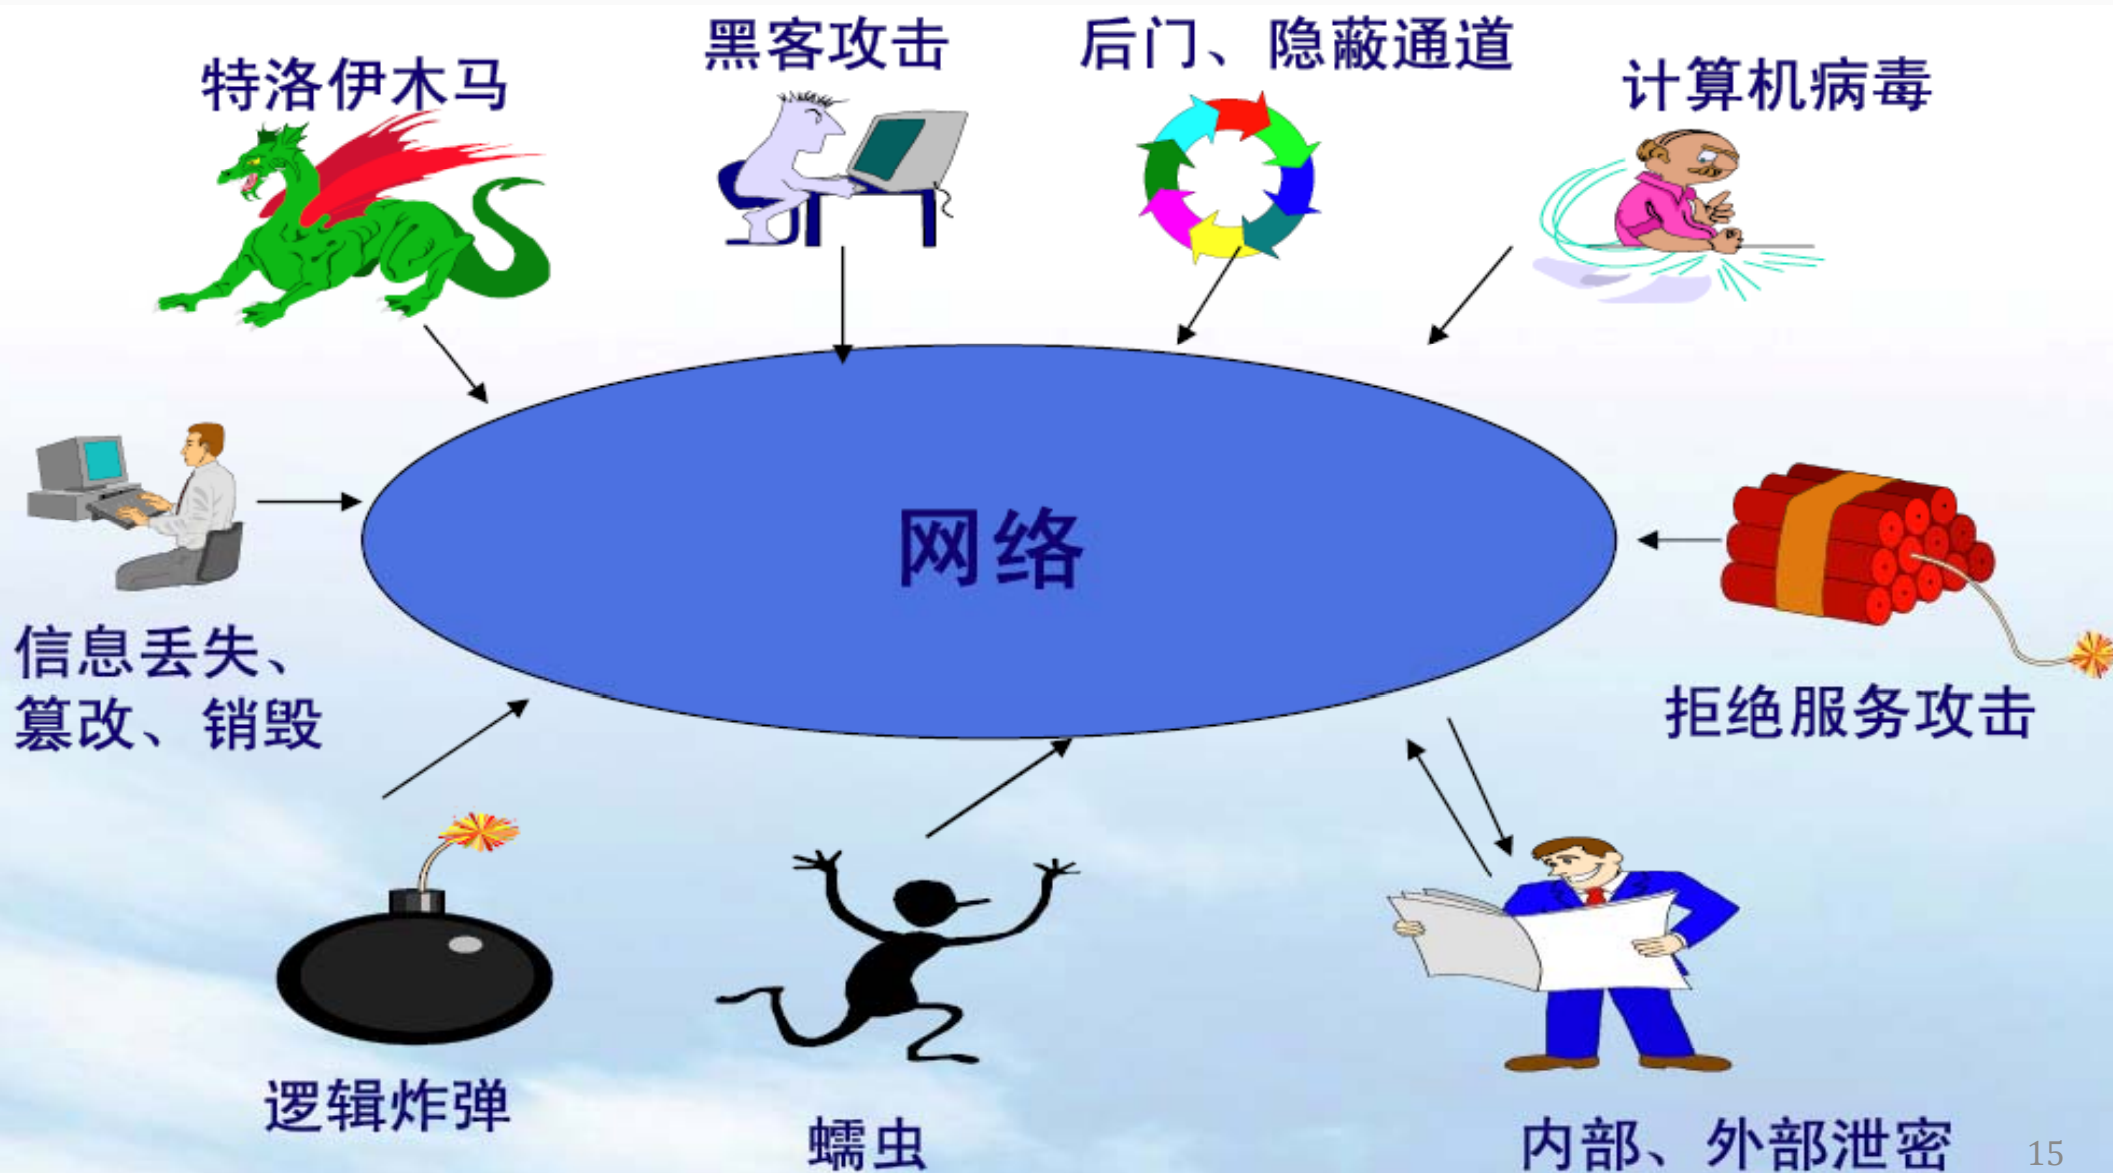 特洛伊木马
黑客攻击
后门、隐蔽通道
计算机病毒
网络
信息丢失、
篡改、销毁
拒绝服务攻击
逻辑炸弹
蠕虫
内部、外部泄密
15